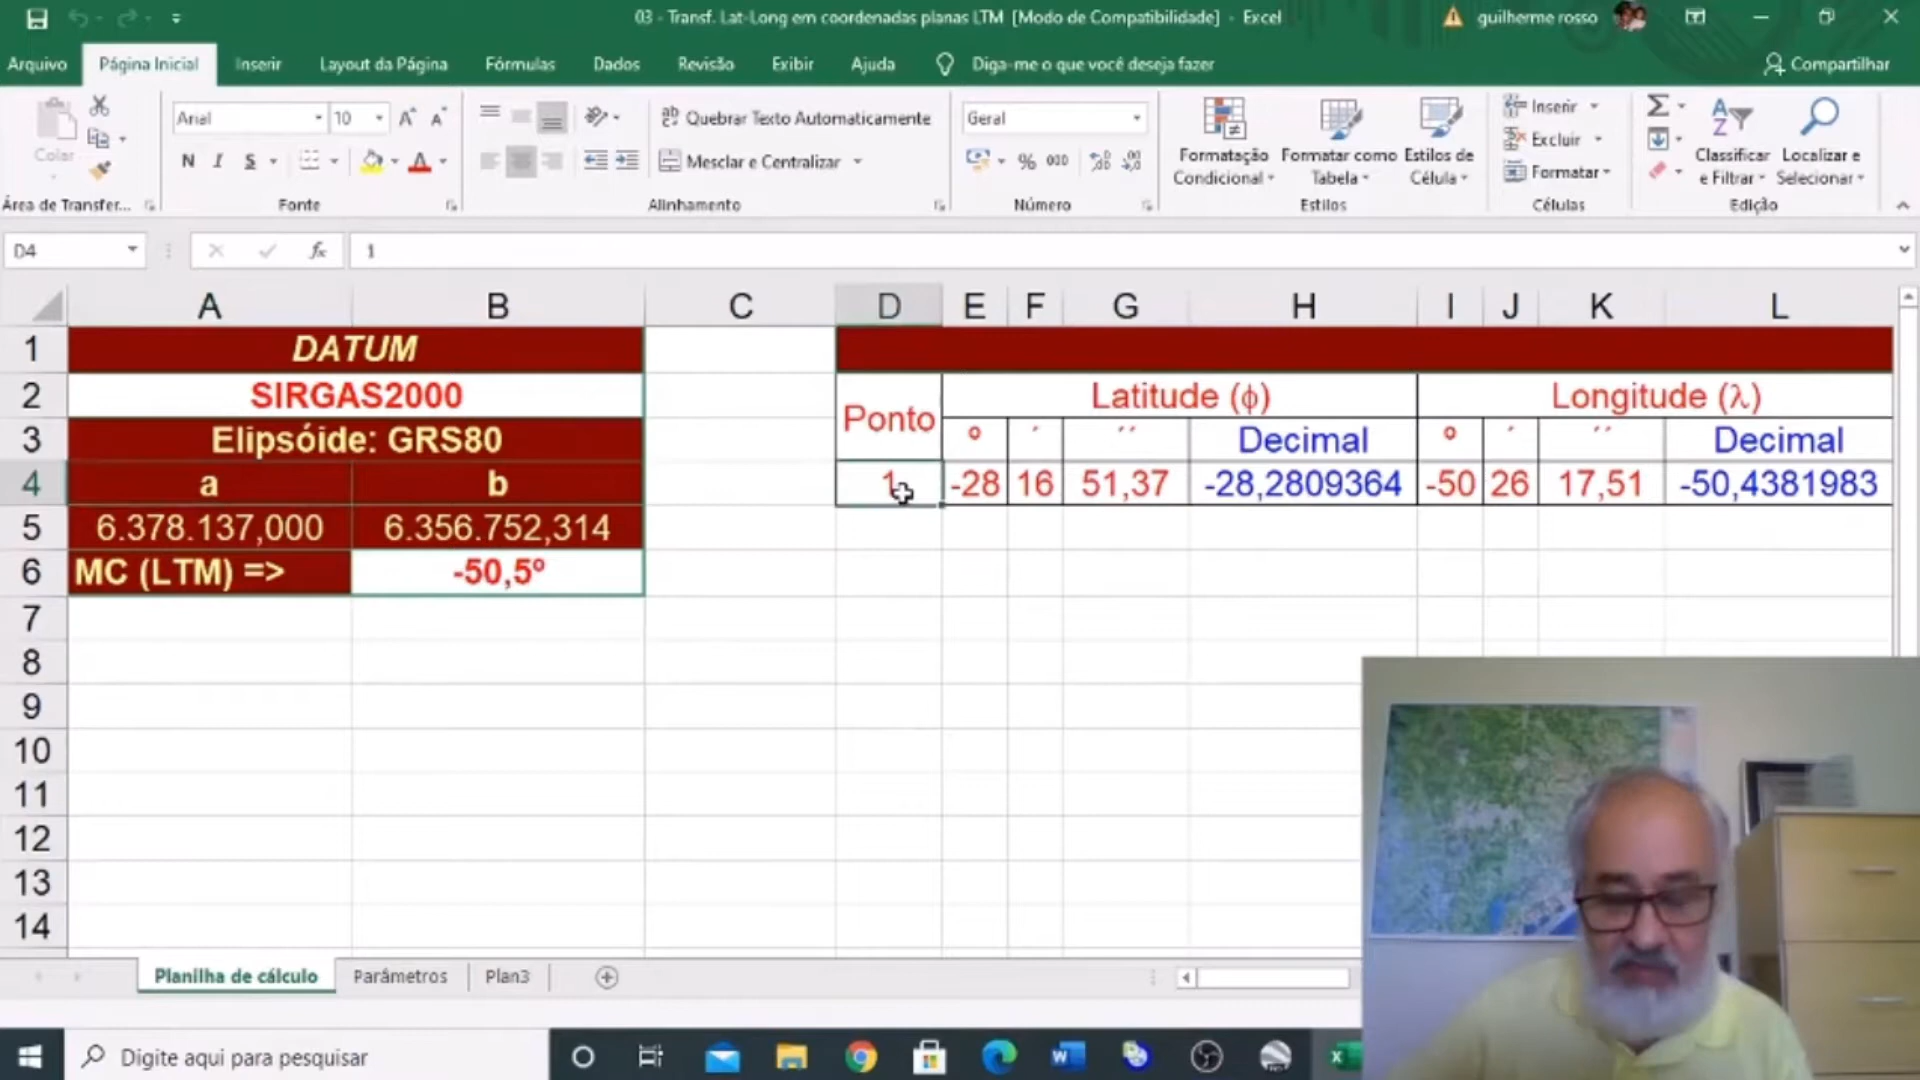 03 - Transf. Lat-Long em coordenadas planas LTM [Modo de Compatibilidade] - Excel
guilherme rosso
Arquivo Página Inicial Inserir Layout da Página Fórmulas Dados Revisão Exibir Ajuda Diga-me o que você deseja fazer Compartilhar
Colar
Arial 10
N I S
Quebrar Texto Automaticamente
Mesclar e Centralizar
Geral
% 000
Formatação Condicional
Formatar como Tabela
Estilos de Célula
Inserir
Excluir
Formatar
Classificar e Filtrar
Localizar e Selecionar
Área de Transfer... Fonte Alinhamento Número Estilos Células Edição
D4 fx 1
A B C D E F G H I J K L
1 DATUM
2 SIRGAS2000 Ponto Latitude (ϕ) Longitude (λ)
3 Elipsóide: GRS80 º ´ ´´ Decimal º ´ ´´ Decimal
4 a b 1 -28 16 51,37 -28,2809364 -50 26 17,51 -50,4381983
5 6.378.137,000 6.356.752,314
6 MC (LTM) => -50,5º
7
8
9
10
11
12
13
14
Planilha de cálculo Parâmetros Plan3
Digite aqui para pesquisar